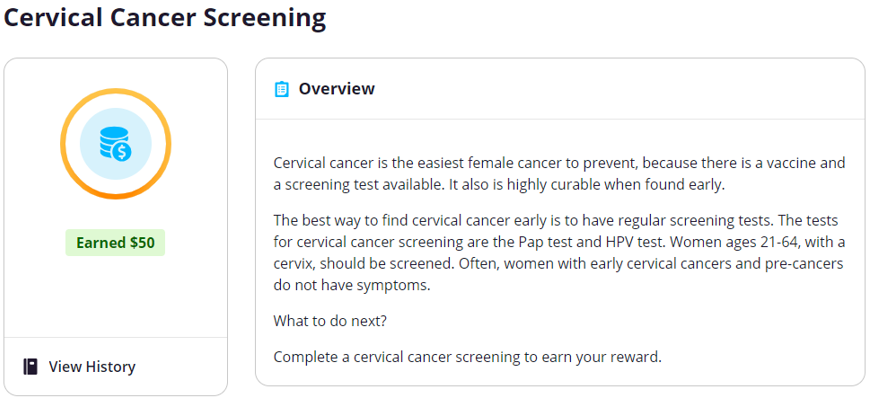 Cervical Cancer Screening
Earned $50
View History
Overview
Cervical cancer is the easiest female cancer to prevent, because there is a vaccine and
a screening test available. It also is highly curable when found early.
The best way to find cervical cancer early is to have regular screening tests. The tests
for cervical cancer screening are the Pap test and HPV test. Women ages 21-64, with a
cervix, should be screened. Often, women with early cervical cancers and pre-cancers
do not have symptoms.
What to do next?
Complete a cervical cancer screening to earn your reward.